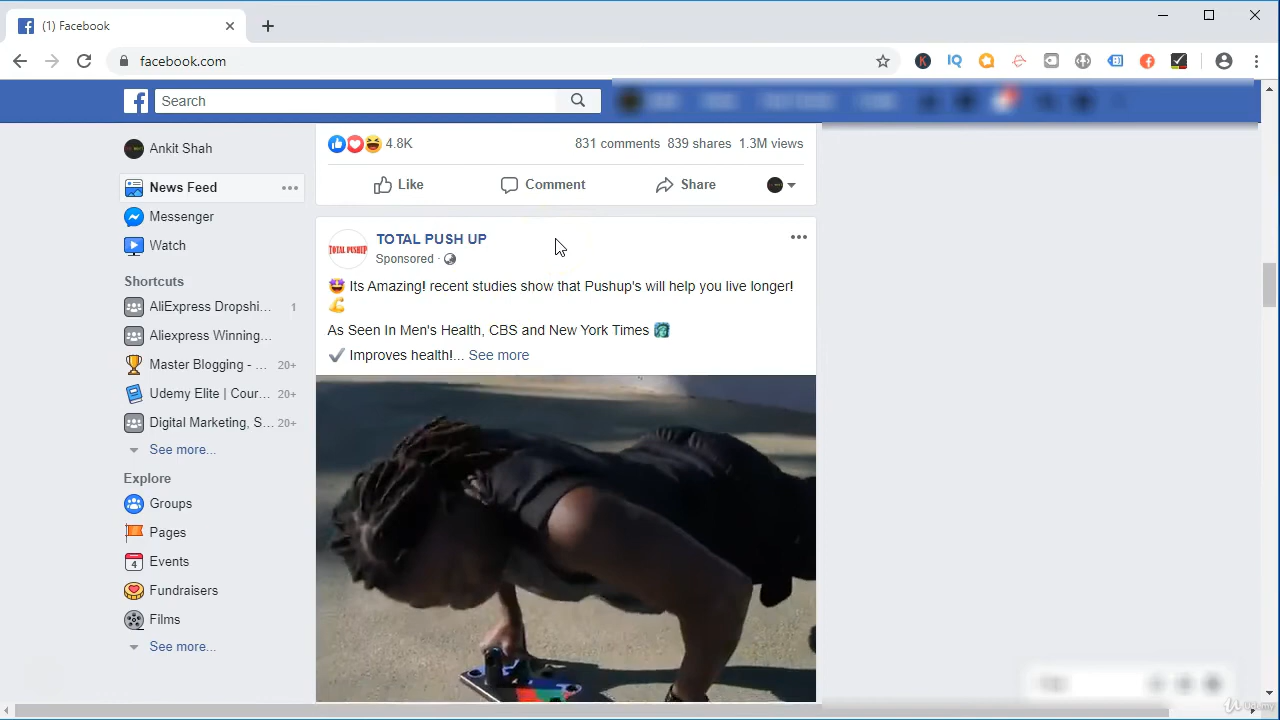 (1) Facebook
facebook.com
Search
Ankit Shah
News Feed
Messenger
Watch
Shortcuts
AliExpress Dropshi... 1
Aliexpress Winning...
Master Blogging - ... 20+
Udemy Elite | Cour... 20+
Digital Marketing, S... 20+
See more...
Explore
Groups
Pages
4 Events
Fundraisers
Films
See more...
4.8K 831 comments 839 shares 1.3M views
Like Comment Share
TOTAL PUSHUP
TOTAL PUSH UP
Sponsored ·
🤩 Its Amazing! recent studies show that Pushup's will help you live longer!
💪
As Seen In Men's Health, CBS and New York Times 🗽
✔ Improves health!... See more
Udemy